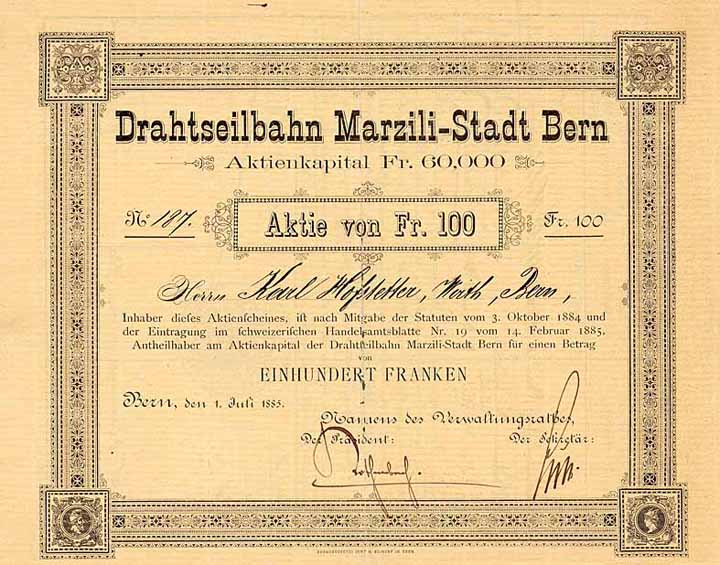 Drahtseilbahn Marzili-Stadt Bern
Aktienkapital Fr. 60,000
No 187. Aktie von Fr. 100 Fr. 100
Herrn Karl Hofstetter, Wirth, Bern,
Inhaber dieses Aktienscheines, ist nach Mitgabe der Statuten vom 3. Oktober 1884 und
der Eintragung im schweizerischen Handelsamtsblatte Nr. 19 vom 14. Februar 1885,
Antheilhaber am Aktienkapital der Drahtseilbahn Marzili-Stadt Bern für einen Betrag
von
EINHUNDERT FRANKEN
Bern, den 1. Juli 1885.
Namens des Verwaltungsrathes,
Der Präsident: Der Sekretär: